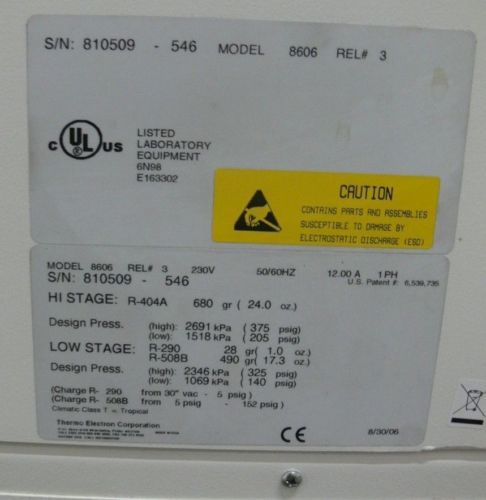 S/N: 810509 - 546 MODEL 8606 REL# 3
c UL us
LISTED
LABORATORY
EQUIPMENT
6N98
E163302
CAUTION
CONTAINS PARTS AND ASSEMBLIES
SUSCEPTIBLE TO DAMAGE BY
ELECTROSTATIC DISCHARGE (ESD)
MODEL 8606 REL# 3 230V 50/60HZ 12.00 A 1PH
S/N: 810509 - 546 U.S. Patent #: 6,539,735
HI STAGE: R-404A 680 gr ( 24.0 oz.)
Design Press. (high): 2691 kPa ( 375 psig)
(low): 1518 kPa ( 205 psig)
LOW STAGE: R-290 28 gr( 1.0 oz.)
R-508B 490 gr( 17.3 oz.)
Design Press. (high): 2346 kPa ( 325 psig)
(low): 1069 kPa ( 140 psig)
(Charge R- 290 from 30" vac - 5 psig )
(Charge R- 508B from 5 psig - 152 psig )
Climatic Class T = Tropical
Thermo Electron Corporation
CE 8/30/06